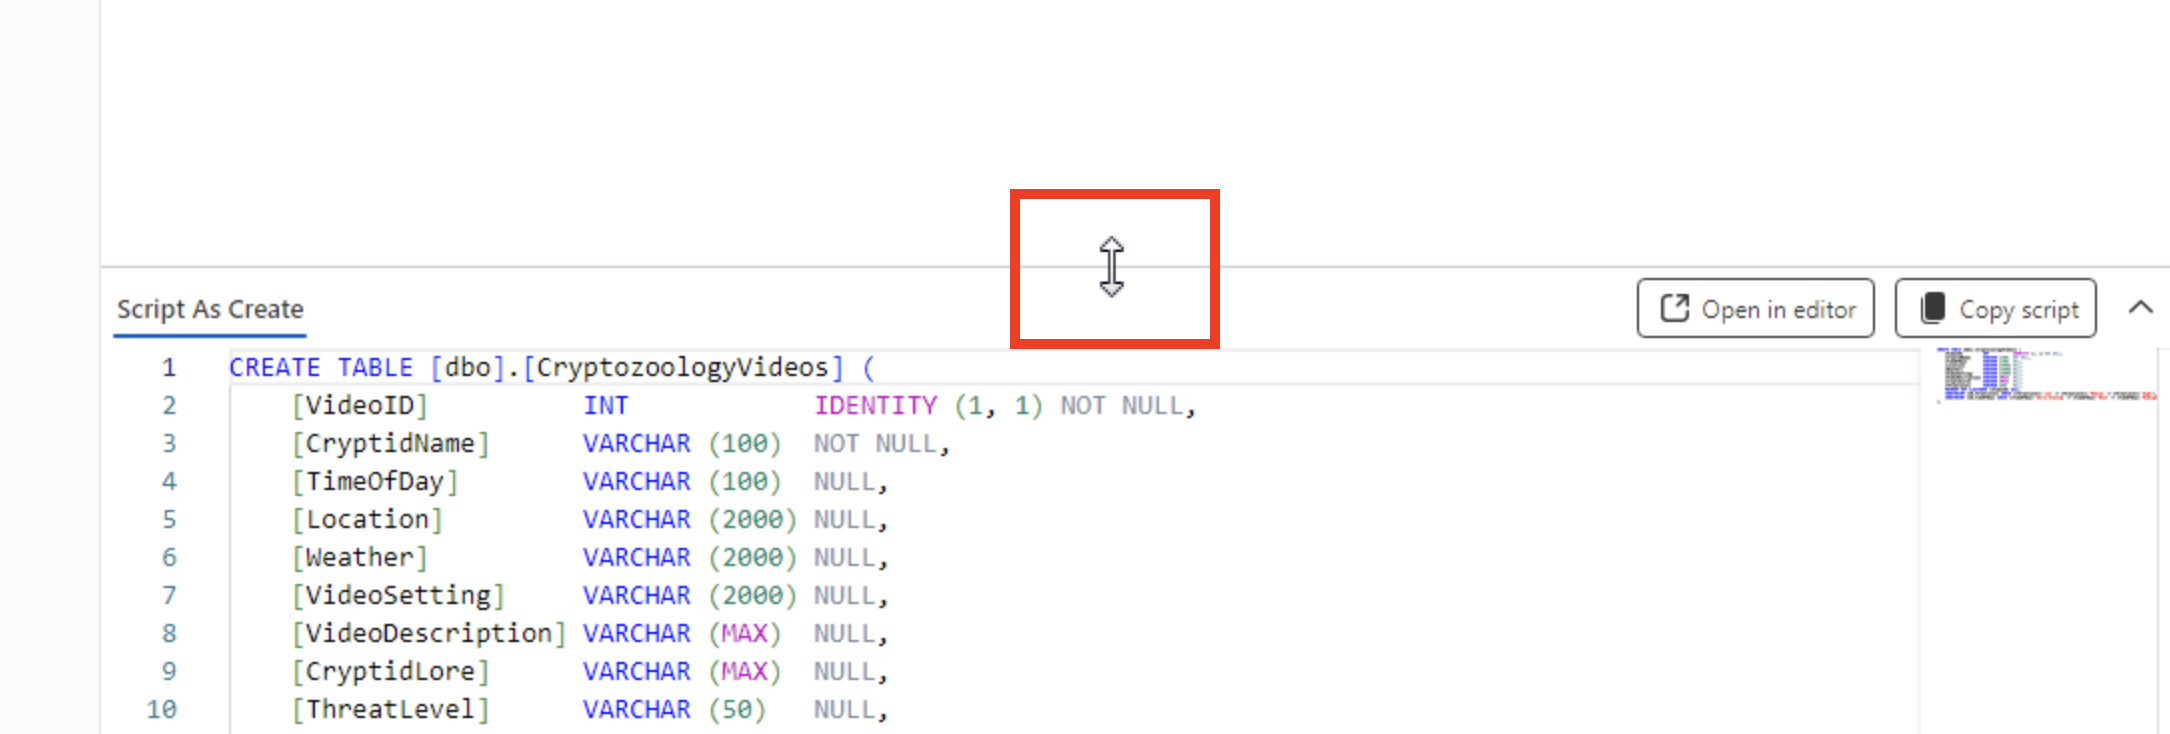 Script As Create
Open in editor
Copy script
1 CREATE TABLE [dbo].[CryptozoologyVideos] (
2 [VideoID] INT IDENTITY (1, 1) NOT NULL,
3 [CryptidName] VARCHAR (100) NOT NULL,
4 [TimeOfDay] VARCHAR (100) NULL,
5 [Location] VARCHAR (2000) NULL,
6 [Weather] VARCHAR (2000) NULL,
7 [VideoSetting] VARCHAR (2000) NULL,
8 [VideoDescription] VARCHAR (MAX) NULL,
9 [CryptidLore] VARCHAR (MAX) NULL,
10 [ThreatLevel] VARCHAR (50) NULL,